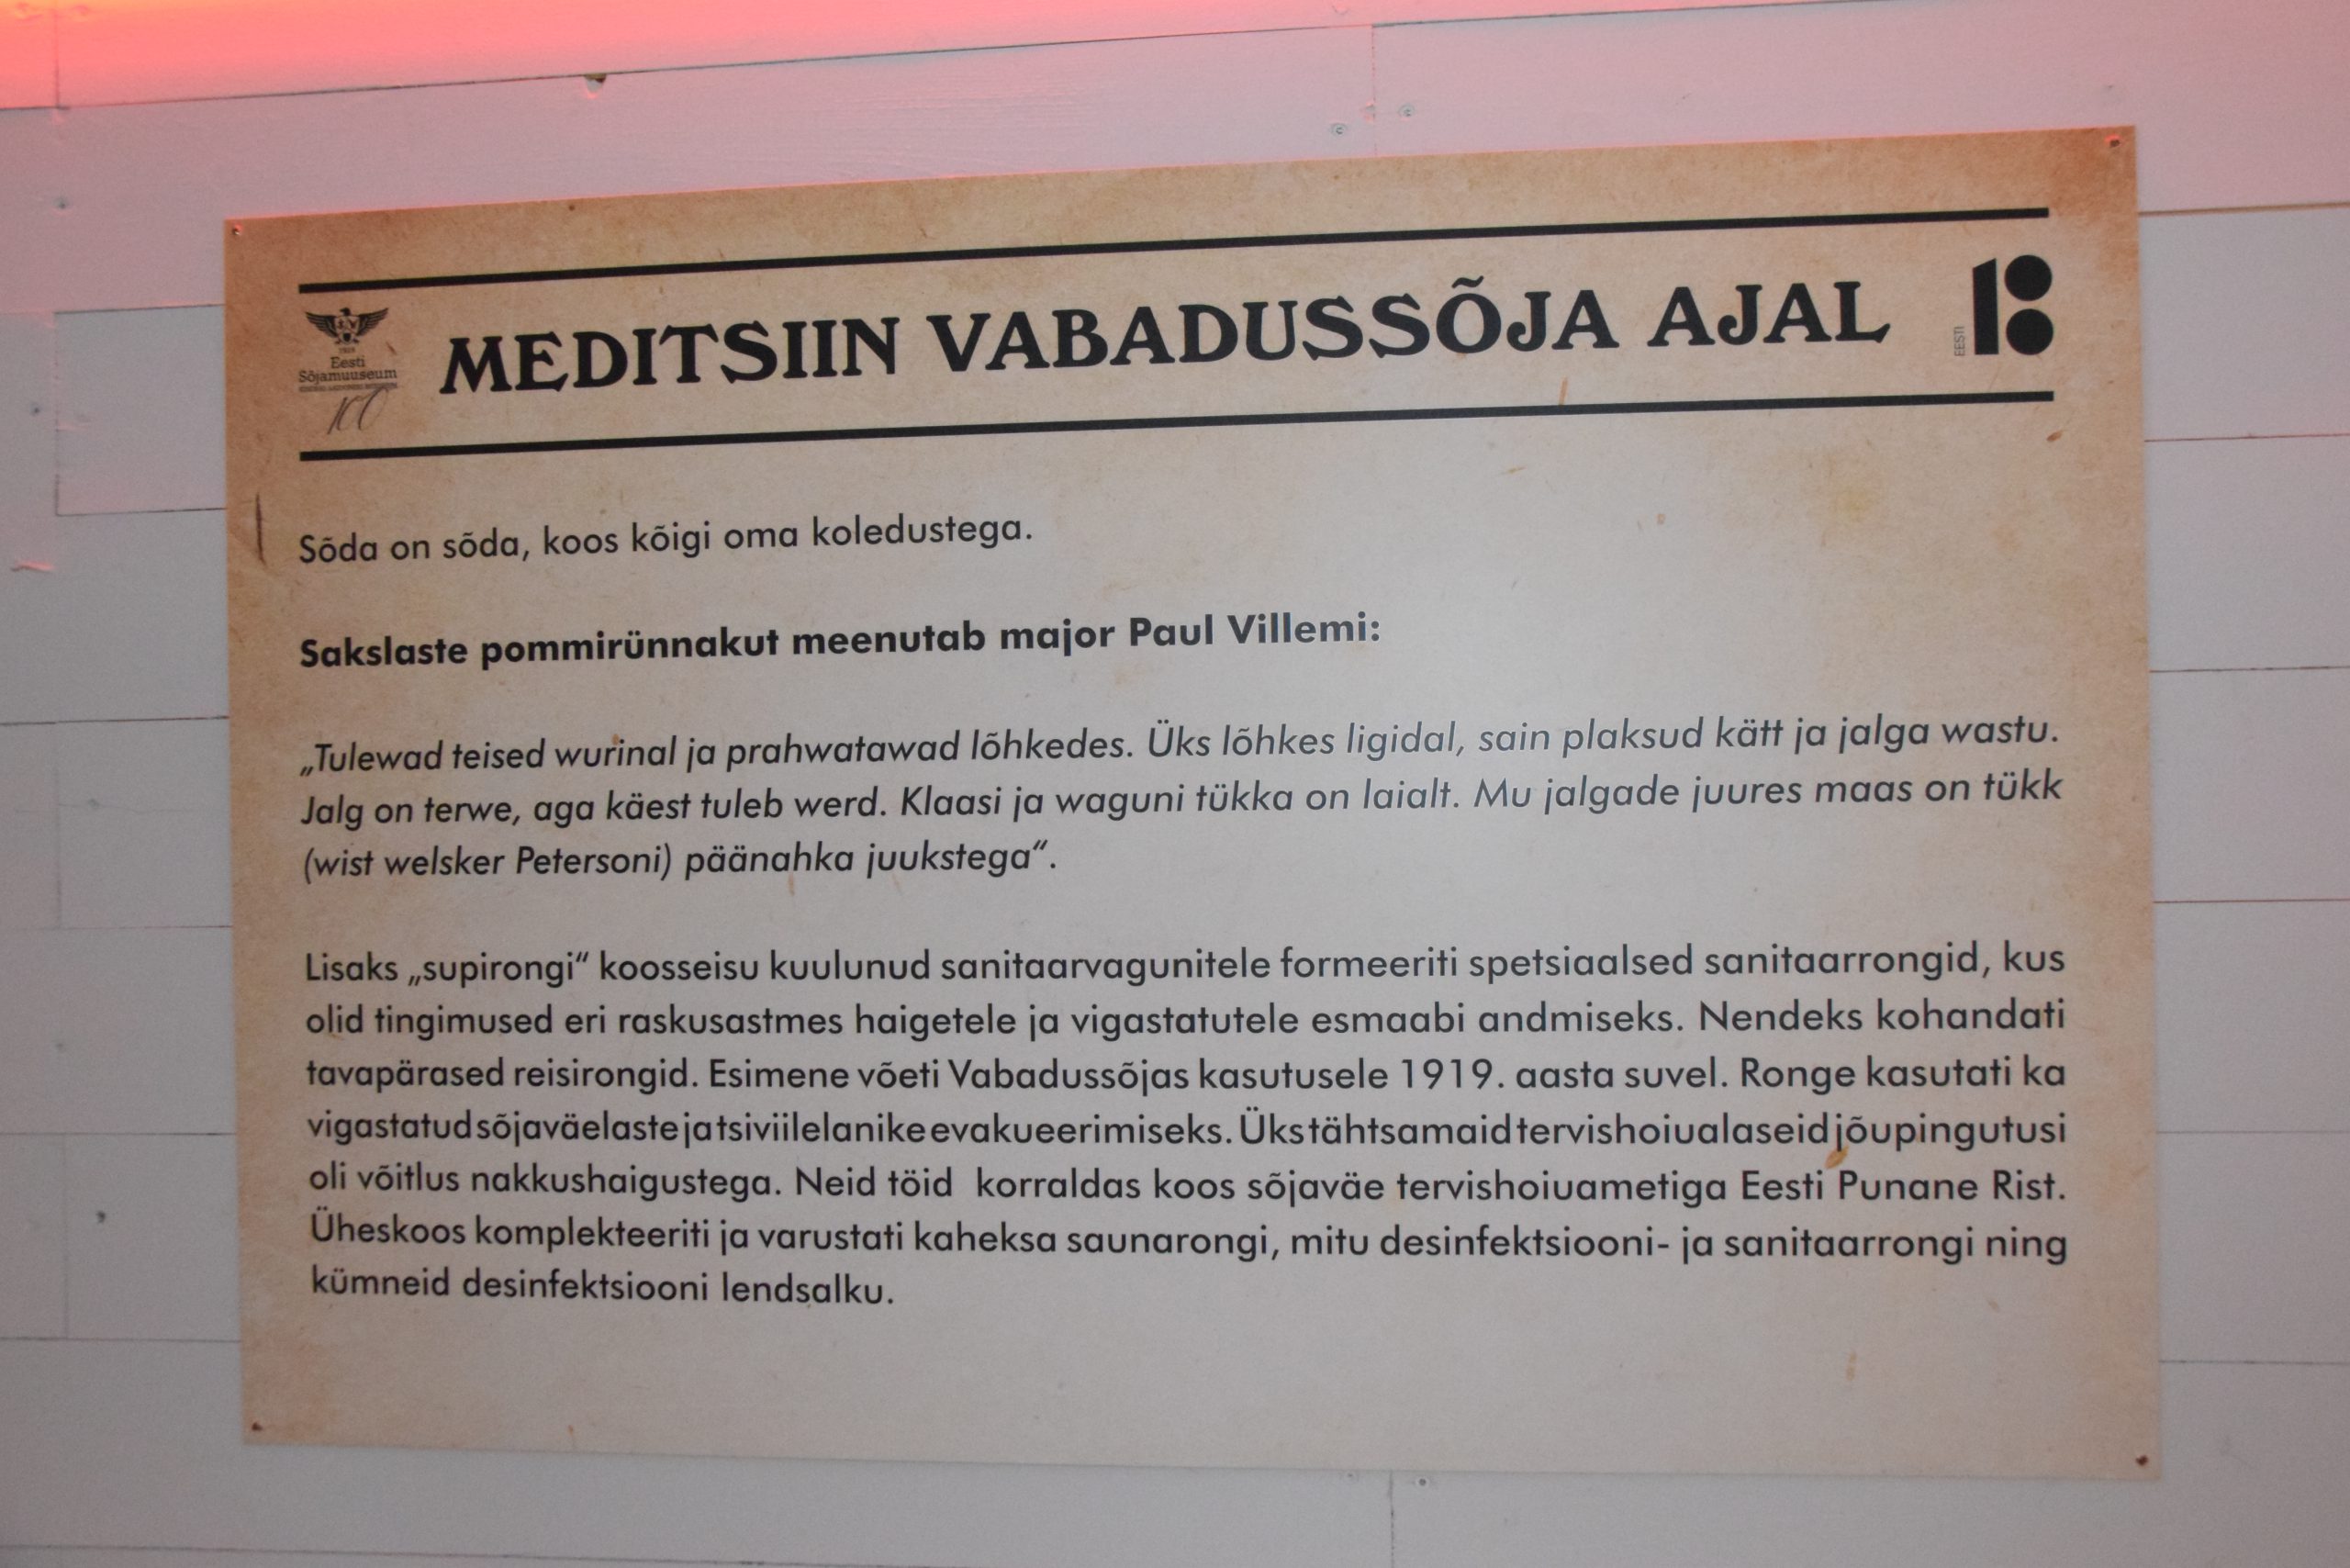 Eesti
Sõjamuuseum
100
MEDITSIIN VABADUSSÕJA AJAL
EESTI
Sõda on sõda, koos kõigi oma koledustega.
Sakslaste pommirünnakut meenutab major Paul Villemi:
„Tulewad teised wurinal ja prahwatawad lõhkedes. Üks lõhkes ligidal, sain plaksud kätt ja jalga wastu.
Jalg on terwe, aga käest tuleb werd. Klaasi ja waguni tükka on laialt. Mu jalgade juures maas on tükk
(wist welsker Petersoni) päänahka juukstega“.
Lisaks „supirongi“ koosseisu kuulunud sanitaarvagunitele formeeriti spetsiaalsed sanitaarrongid, kus
olid tingimused eri raskusastmes haigetele ja vigastatutele esmaabi andmiseks. Nendeks kohandati
tavapärased reisirongid. Esimene võeti Vabadussõjas kasutusele 1919. aasta suvel. Ronge kasutati ka
vigastatud sõjaväelaste ja tsiviilelanike evakueerimiseks. Üks tähtsamaid tervishoiualaseid jõupingutusi
oli võitlus nakkushaigustega. Neid töid korraldas koos sõjaväe tervishoiuametiga Eesti Punane Rist.
Üheskoos komplekteeriti ja varustati kaheksa saunarongi, mitu desinfektsiooni- ja sanitaarrongi ning
kümneid desinfektsiooni lendsalku.